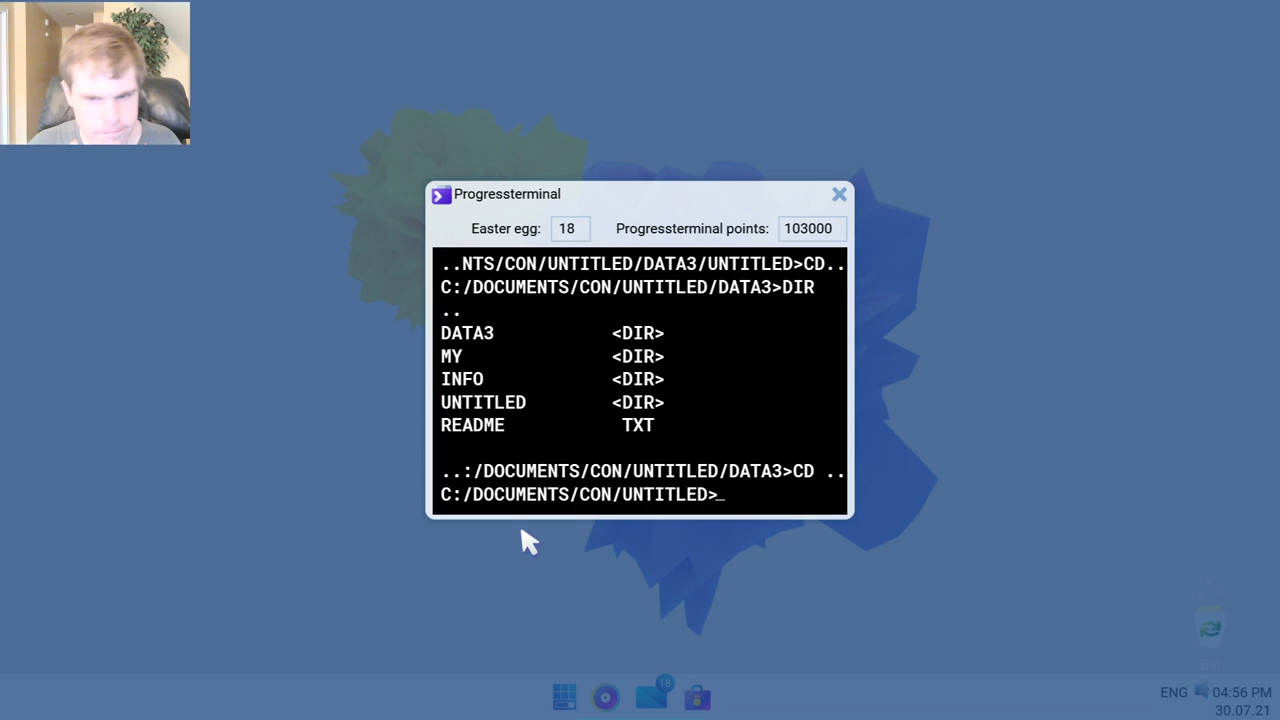 Progressterminal
Easter egg: 18 Progressterminal points: 103000
..NTS/CON/UNTITLED/DATA3/UNTITLED>CD..
C:/DOCUMENTS/CON/UNTITLED/DATA3>DIR
..
DATA3 <DIR>
MY <DIR>
INFO <DIR>
UNTITLED <DIR>
README TXT
..:/DOCUMENTS/CON/UNTITLED/DATA3>CD ..
C:/DOCUMENTS/CON/UNTITLED>_
Bin
18
ENG 04:56 PM
30.07.21